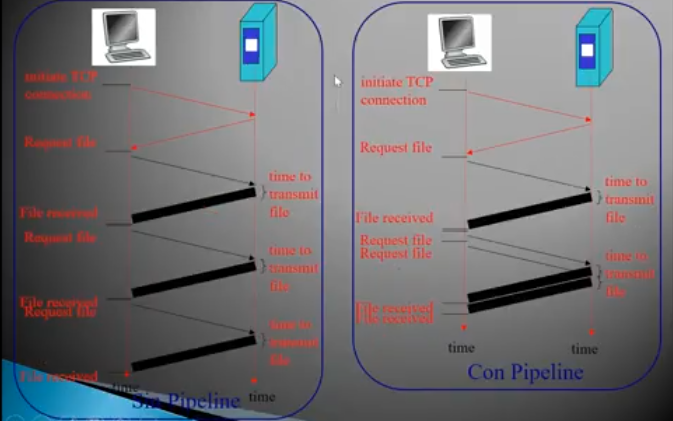 initiate TCP
connection
Request file
time to
transmit
file
File received
Request file
time to
transmit
file
File received
Request file
time to
transmit
file
File received
time
time
Sin Pipeline
initiate TCP
connection
Request file
time to
transmit
file
File received
Request file
Request file
time to
transmit
file
File received
File received
time
time
Con Pipeline